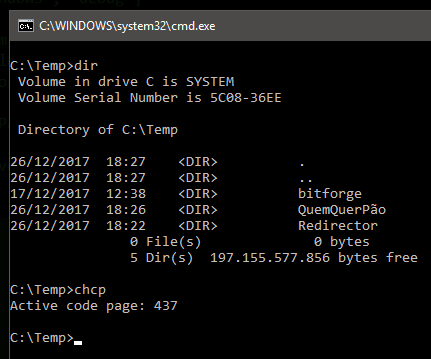 C:\WINDOWS\system32\cmd.exe
C:\Temp>dir
Volume in drive C is SYSTEM
Volume Serial Number is 5C08-36EE
Directory of C:\Temp
26/12/2017  18:27    <DIR>          .
26/12/2017  18:27    <DIR>          ..
17/12/2017  12:38    <DIR>          bitforge
26/12/2017  18:26    <DIR>          QuemQuerPão
26/12/2017  18:22    <DIR>          Redirector
0 File(s)              0 bytes
5 Dir(s)  197.155.577.856 bytes free
C:\Temp>chcp
Active code page: 437
C:\Temp>